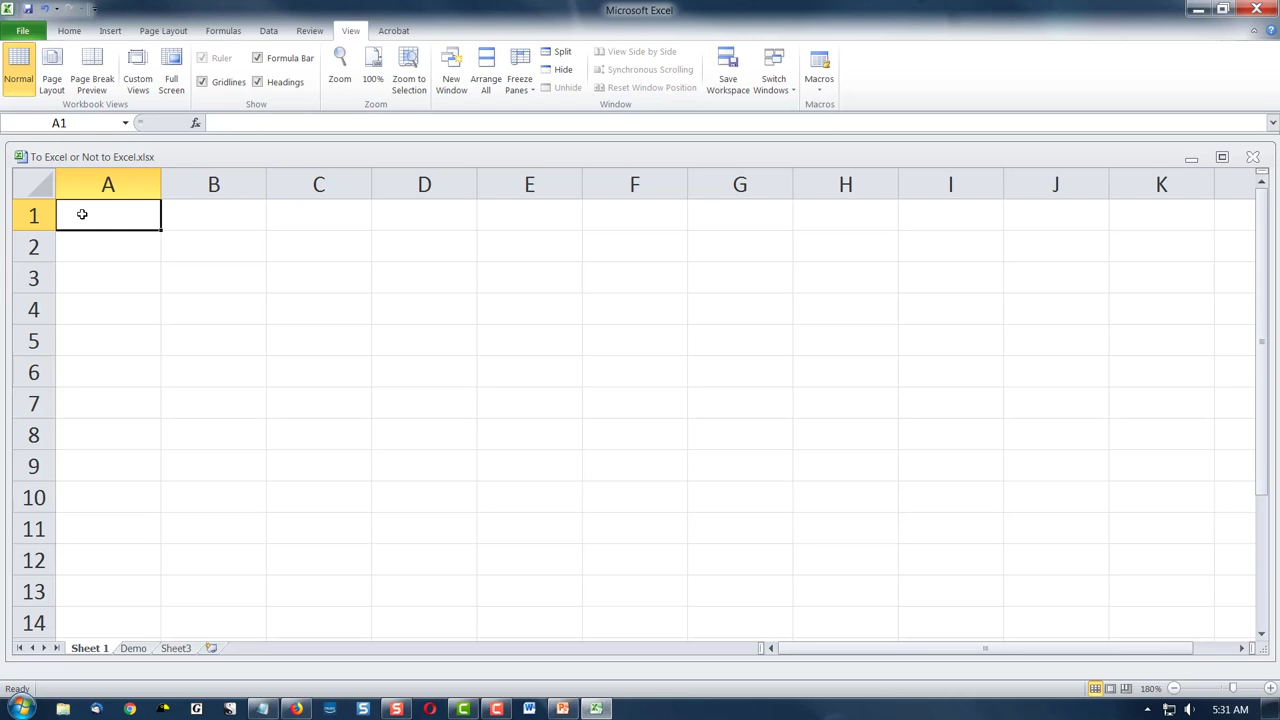 Microsoft Excel
File Home Insert Page Layout Formulas Data Review View Acrobat
Normal Page Layout Page Break Preview Custom Views Full Screen
Ruler Formula Bar
Gridlines Headings
Zoom 100% Zoom to Selection
New Window Arrange All Freeze Panes
Split
Hide
Unhide
View Side by Side
Synchronous Scrolling
Reset Window Position
Save Workspace Switch Windows
Macros
Workbook Views Show Zoom Window Macros
A1 fx
To Excel or Not to Excel.xlsx
A B C D E F G H I J K
1
2
3
4
5
6
7
8
9
10
11
12
13
14
Sheet 1 Demo Sheet3
Ready 180%
5:31 AM